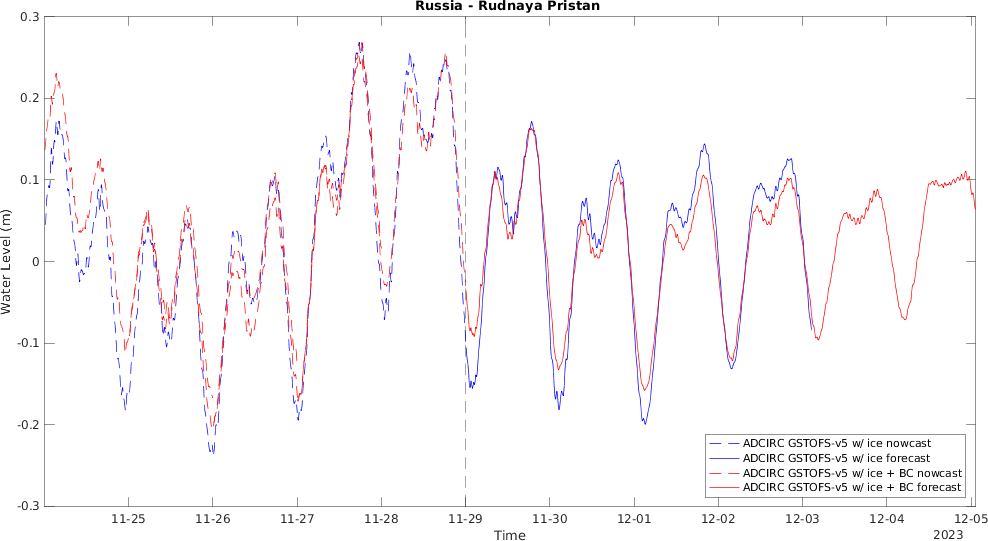 Russia - Rudnaya Pristan
0.3
0.2
0.1
0
-0.1
-0.2
-0.3
Water Level (m)
11-25 11-26 11-27 11-28 11-29 11-30 12-01 12-02 12-03 12-04 12-05
Time
2023
ADCIRC GSTOFS-v5 w/ ice nowcast
ADCIRC GSTOFS-v5 w/ ice forecast
ADCIRC GSTOFS-v5 w/ ice + BC nowcast
ADCIRC GSTOFS-v5 w/ ice + BC forecast